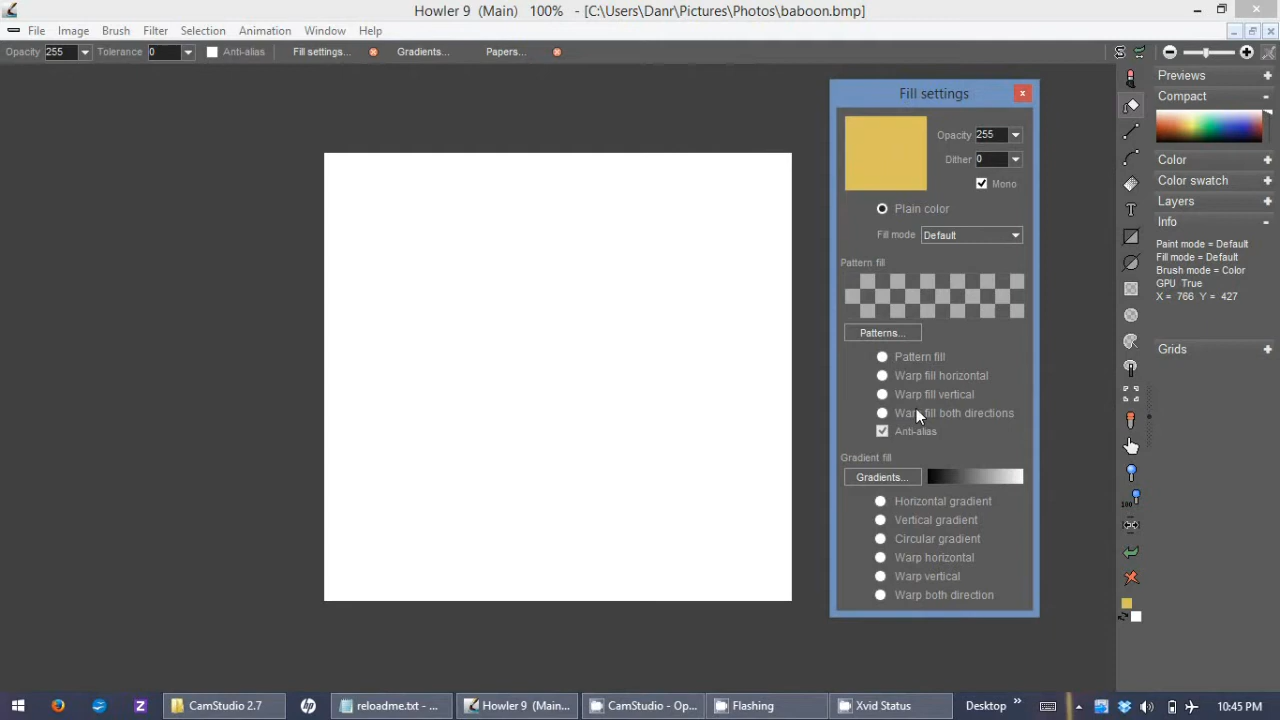 Howler 9 (Main) 100% - [C:\Users\Danr\Pictures\Photos\baboon.bmp]
File Image Brush Filter Selection Animation Window Help
Opacity 255 Tolerance 0 Anti-alias Fill settings... Gradients... Papers...
Fill settings
Opacity 255
Dither 0
Mono
Plain color
Fill mode Default
Pattern fill
Patterns...
Pattern fill
Warp fill horizontal
Warp fill vertical
Warp fill both directions
Anti-alias
Gradient fill
Gradients...
Horizontal gradient
Vertical gradient
Circular gradient
Warp horizontal
Warp vertical
Warp both direction
T
100
Previews
Compact
Color
Color swatch
Layers
Info
Paint mode = Default
Fill mode = Default
Brush mode = Color
GPU True
X = 766 Y = 427
Grids
CamStudio 2.7
reloadme.txt - ...
Howler 9 (Main...
CamStudio - Op...
Flashing
Xvid Status
Desktop
10:45 PM